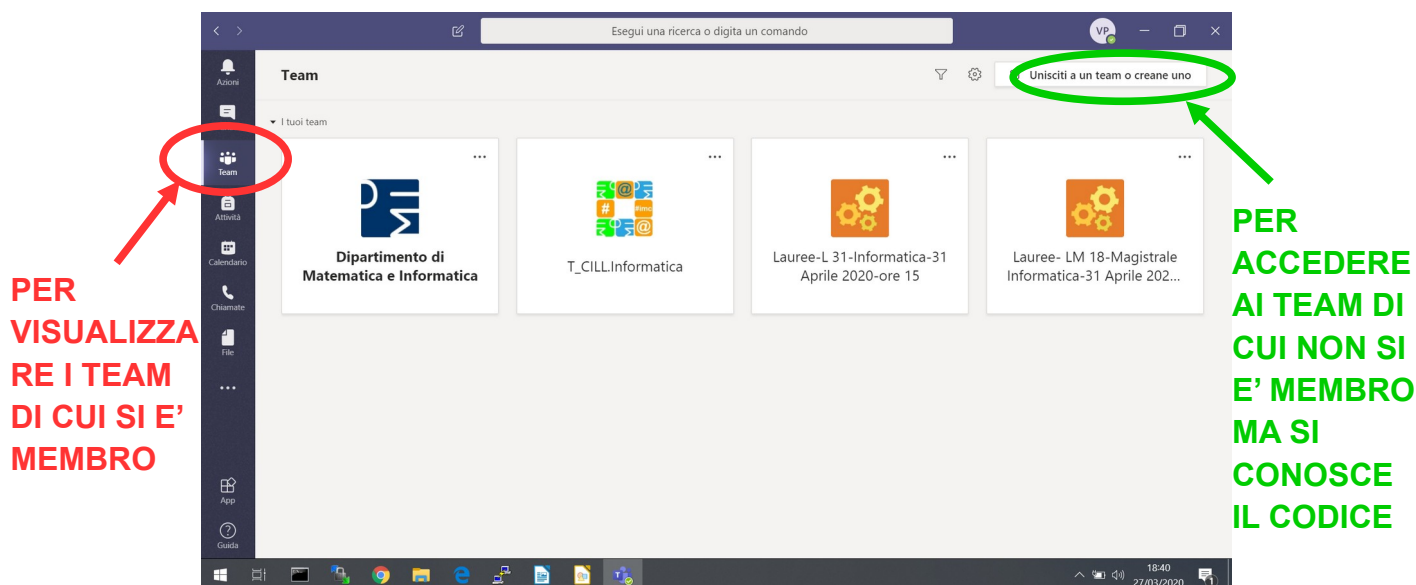 Esegui una ricerca o digita un comando
VP
Azioni
Team
Unisciti a un team o creane uno
I tuoi team
Team
Attività
Calendario
Chiamate
File
App
Guida
Dipartimento di
Matematica e Informatica
T_CILL.Informatica
Lauree-L 31-Informatica-31
Aprile 2020-ore 15
Lauree- LM 18-Magistrale
Informatica-31 Aprile 202...
PER
VISUALIZZA
RE I TEAM
DI CUI SI E’
MEMBRO
PER
ACCEDERE
AI TEAM DI
CUI NON SI
E’ MEMBRO
MA SI
CONOSCE
IL CODICE
18:40
27/03/2020